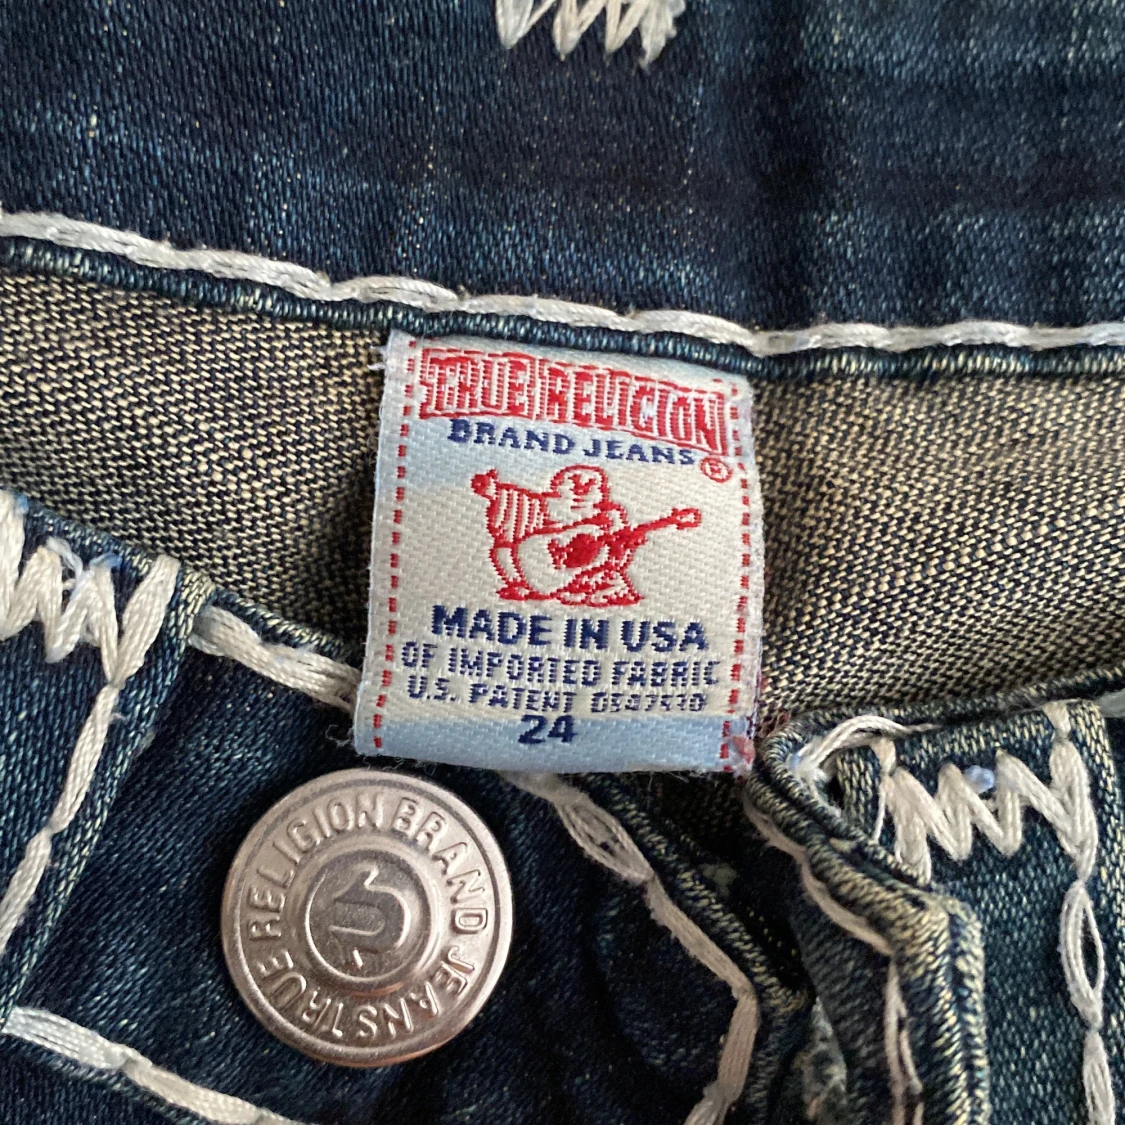 TRUE RELIGION
BRAND JEANS
®
MADE IN USA
OF IMPORTED FABRIC
U.S. PATENT
24
TRUE RELIGION BRAND JEANS